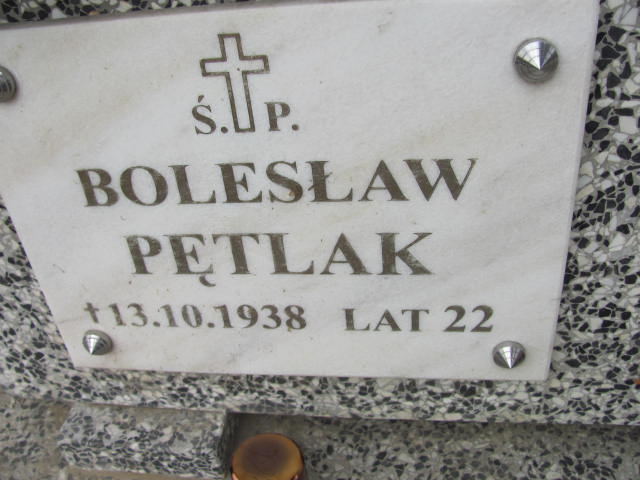 Ś. P.
BOLESŁAW
PĘTLAK
†13.10.1938 LAT 22